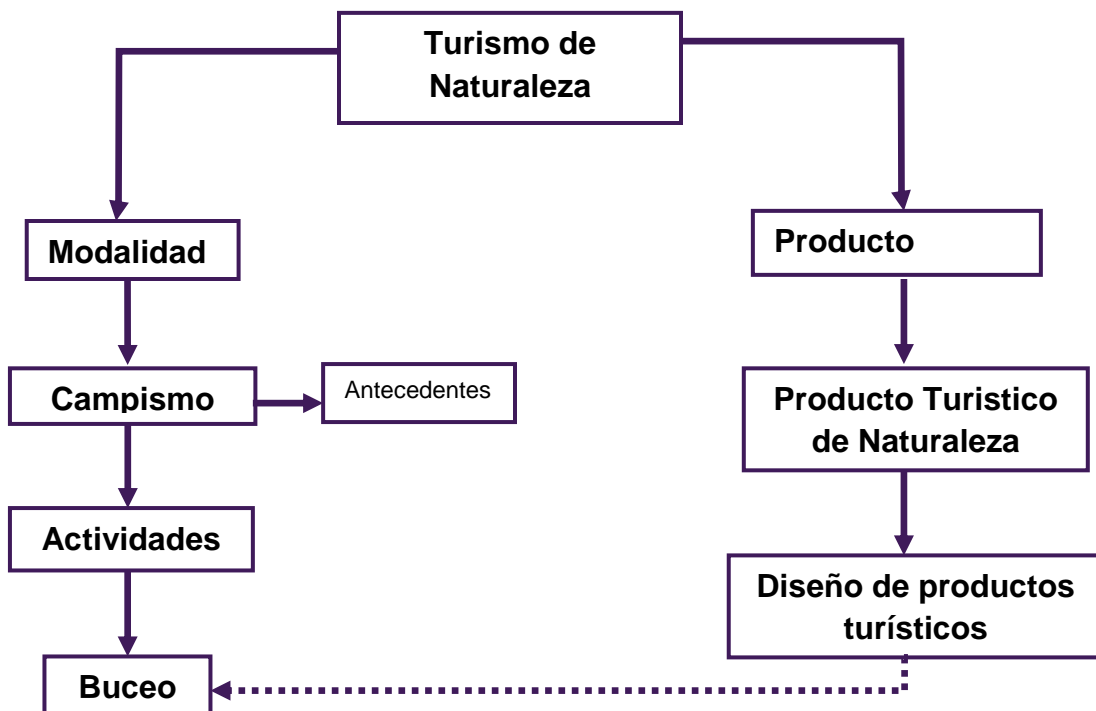 Turismo de
Naturaleza
Modalidad
Producto
Campismo
Antecedentes
Producto Turistico
de Naturaleza
Actividades
Diseño de productos
turísticos
Buceo